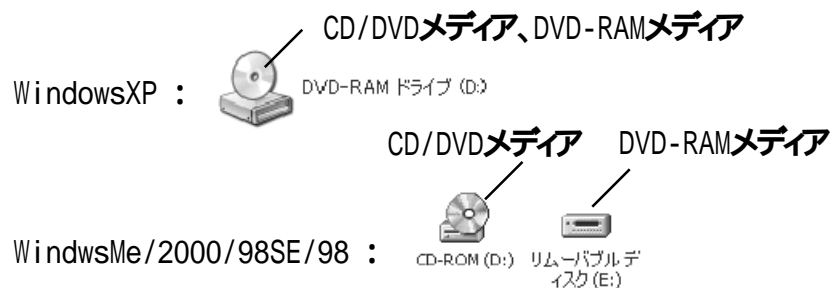 CD/DVDメディア、DVD-RAMメディア
WindowsXP :
DVD-RAM ドライブ (D:)
CD/DVDメディア
DVD-RAMメディア
WindwsMe/2000/98SE/98 :
CD-ROM (D:)
リムーバブル デ
ィスク (E:)